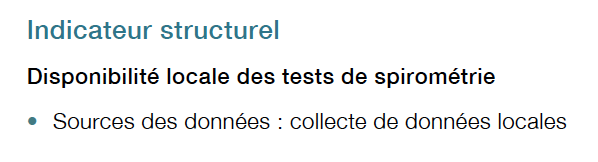 Indicateur structurel
Disponibilité locale des tests de spirométrie
• Sources des données : collecte de données locales